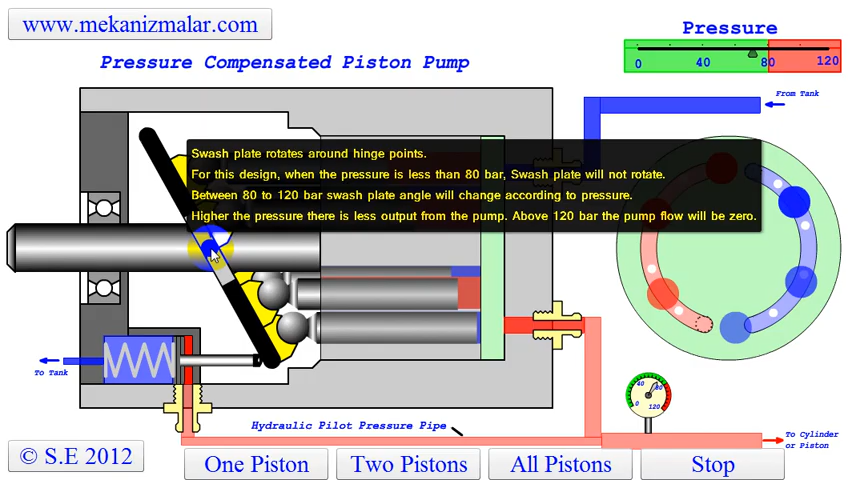 www.mekanizmalar.com
Pressure
0 40 80 120
Pressure Compensated Piston Pump
From Tank
Swash plate rotates around hinge points.
For this design, when the pressure is less than 80 bar, Swash plate will not rotate.
Between 80 to 120 bar swash plate angle will change according to pressure.
Higher the pressure there is less output from the pump. Above 120 bar the pump flow will be zero.
To Tank
40 80
0 120
Hydraulic Pilot Pressure Pipe
To Cylinder
or Piston
© S.E 2012
One Piston
Two Pistons
All Pistons
Stop